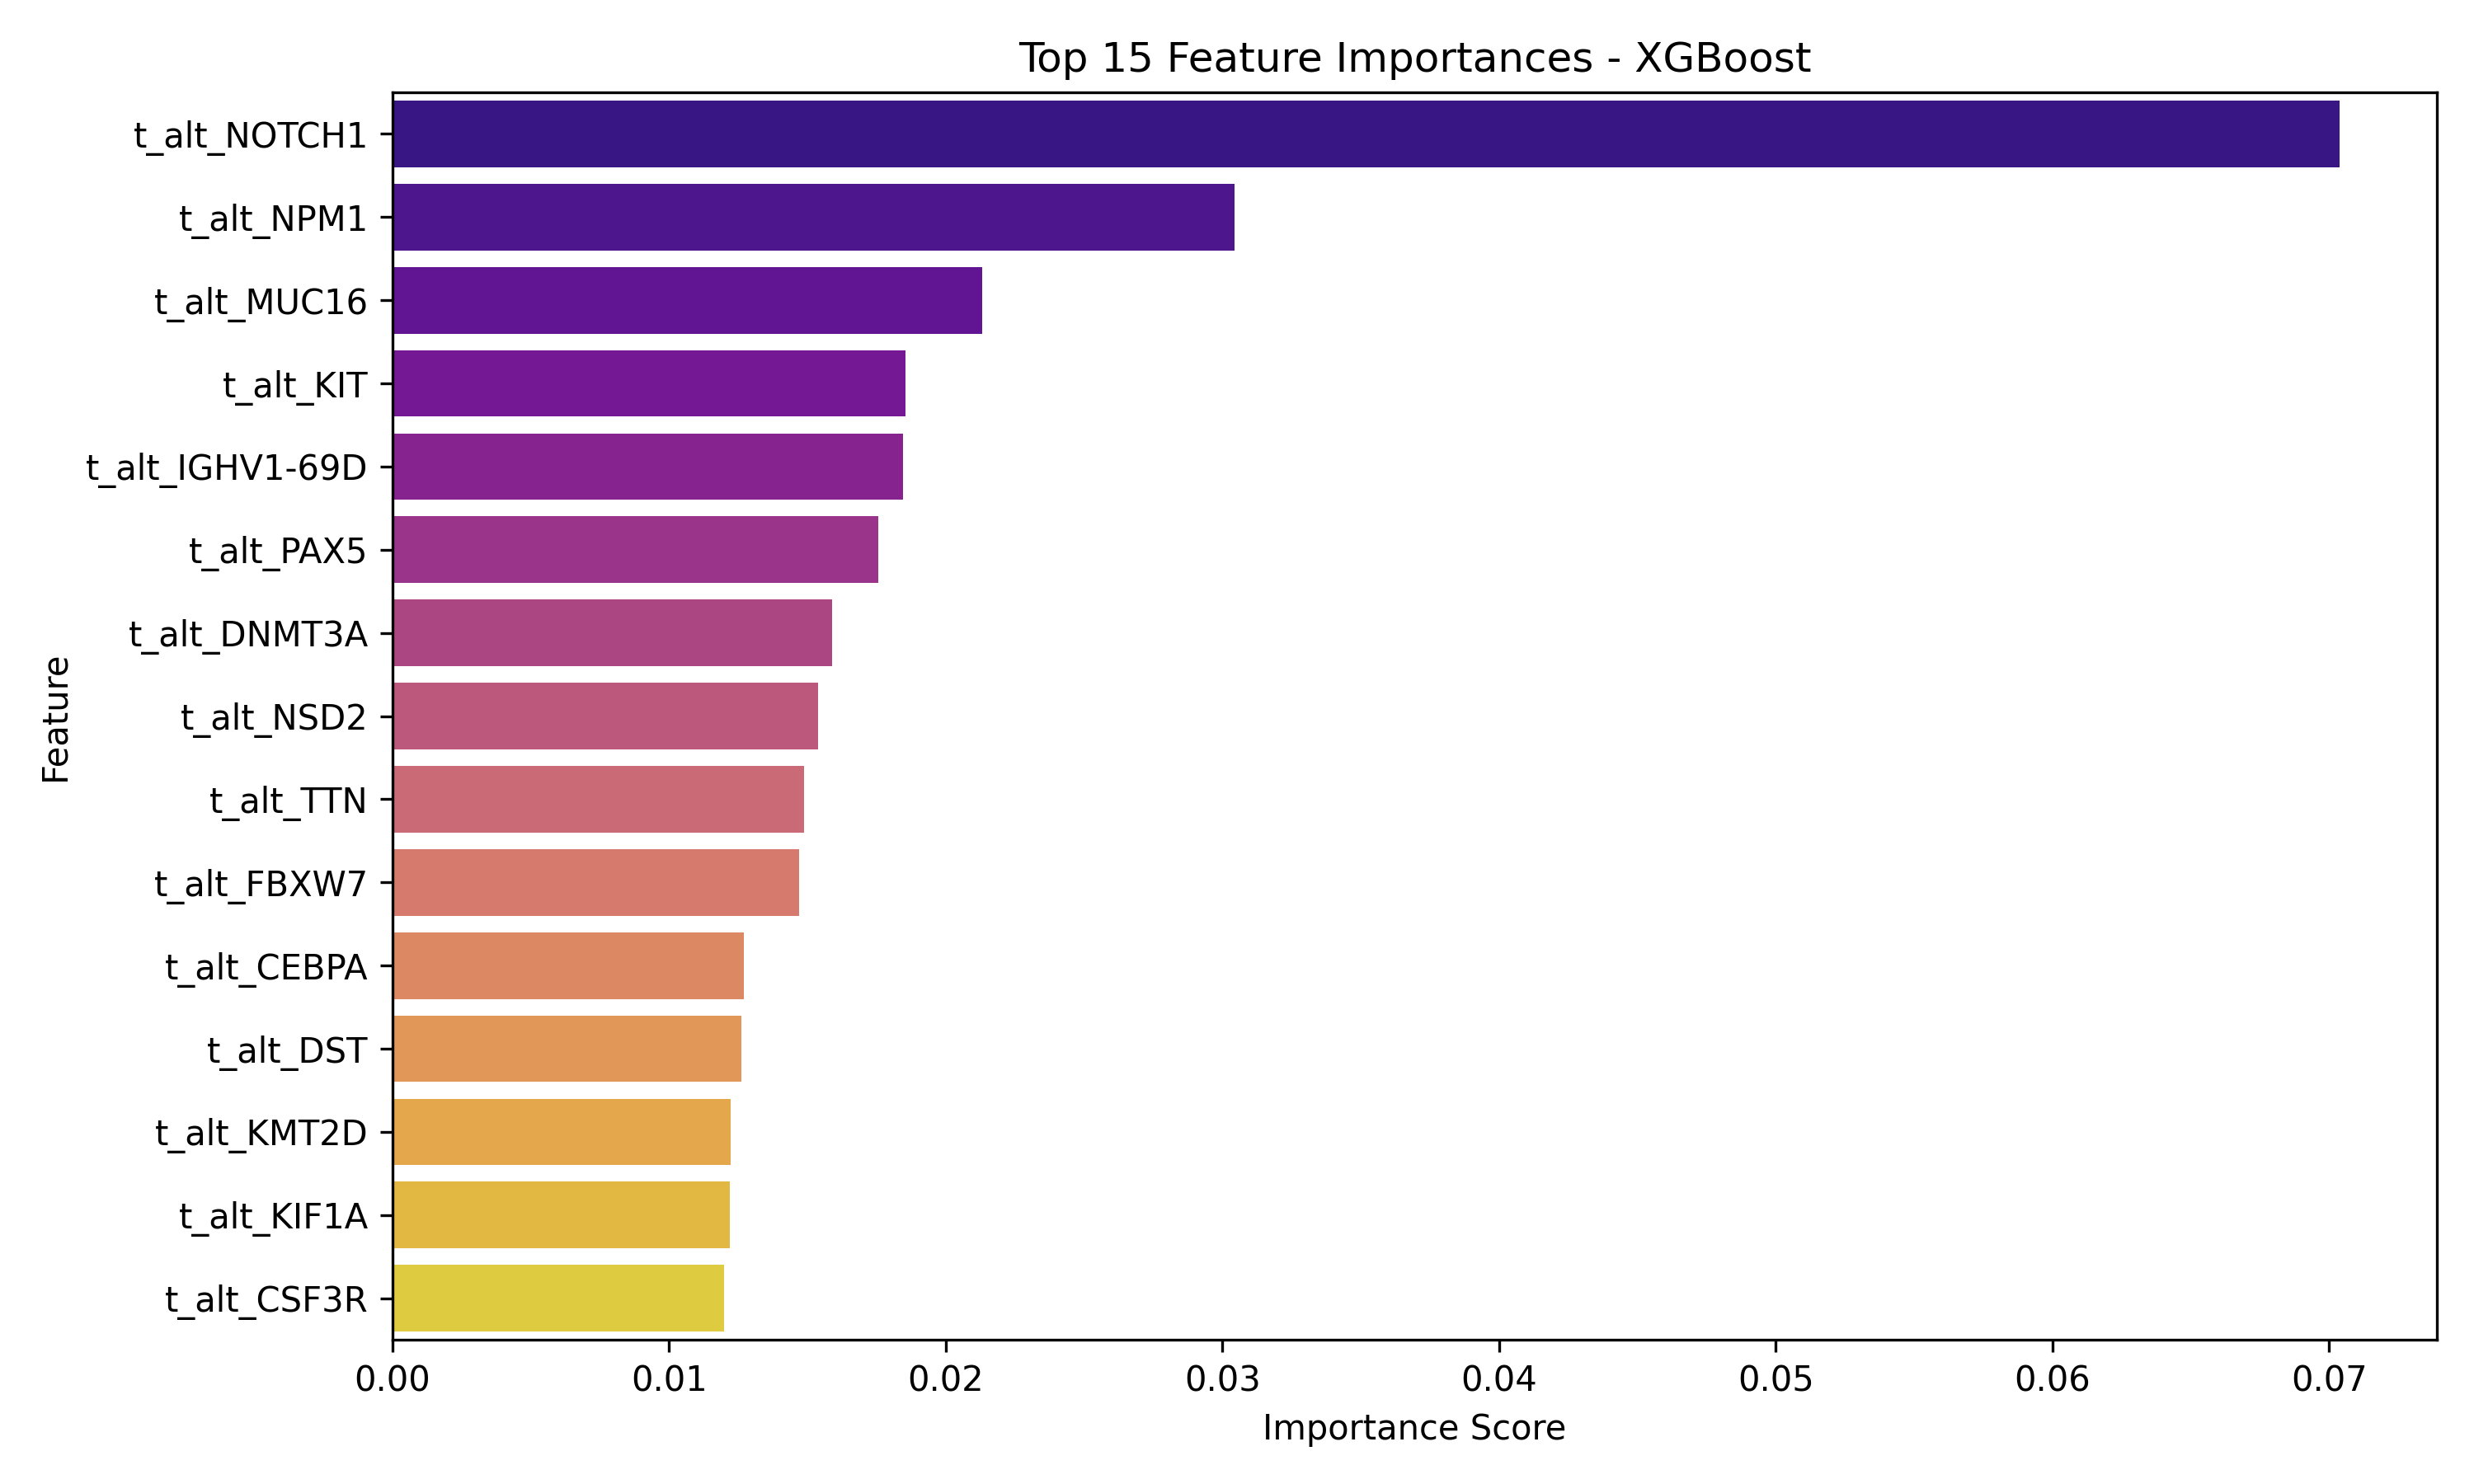 Top 15 Feature Importances - XGBoost
t_alt_NOTCH1
t_alt_NPM1
t_alt_MUC16
t_alt_KIT
t_alt_IGHV1-69D
t_alt_PAX5
t_alt_DNMT3A
t_alt_NSD2
t_alt_TTN
t_alt_FBXW7
t_alt_CEBPA
t_alt_DST
t_alt_KMT2D
t_alt_KIF1A
t_alt_CSF3R
Feature
0.00 0.01 0.02 0.03 0.04 0.05 0.06 0.07
Importance Score